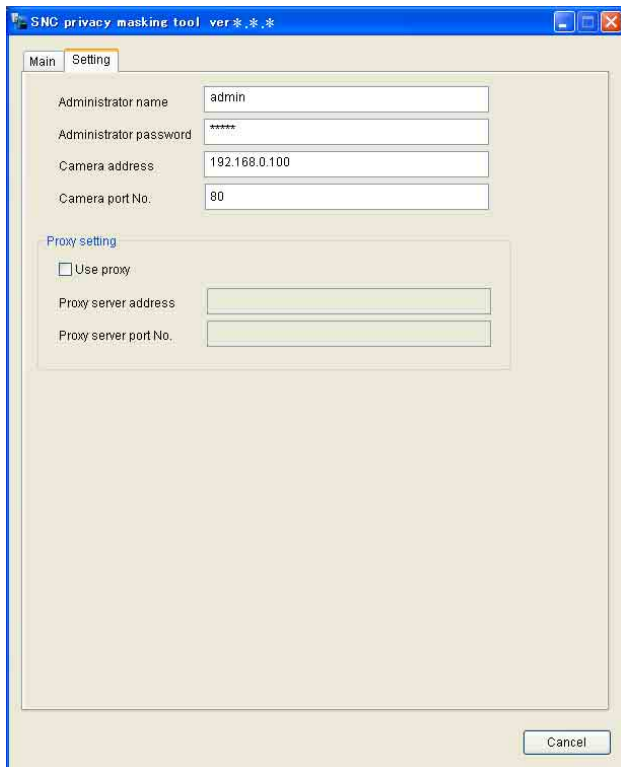 SNC privacy masking tool ver*.*.*
Main Setting
Administrator name admin
Administrator password *****
Camera address 192.168.0.100
Camera port No. 80
Proxy setting
Use proxy
Proxy server address
Proxy server port No.
Cancel